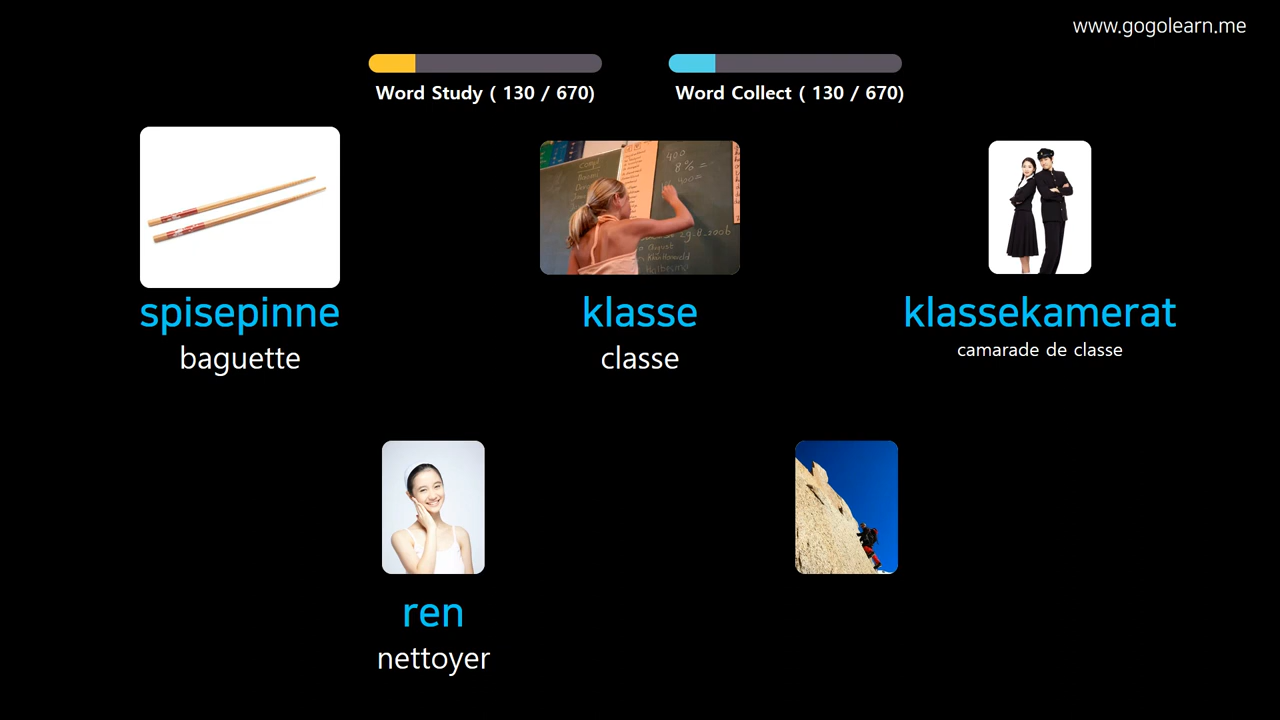 www.gogolearn.me
Word Study ( 130 / 670)
Word Collect ( 130 / 670)
spisepinne
baguette
klasse
classe
klassekamerat
camarade de classe
ren
nettoyer